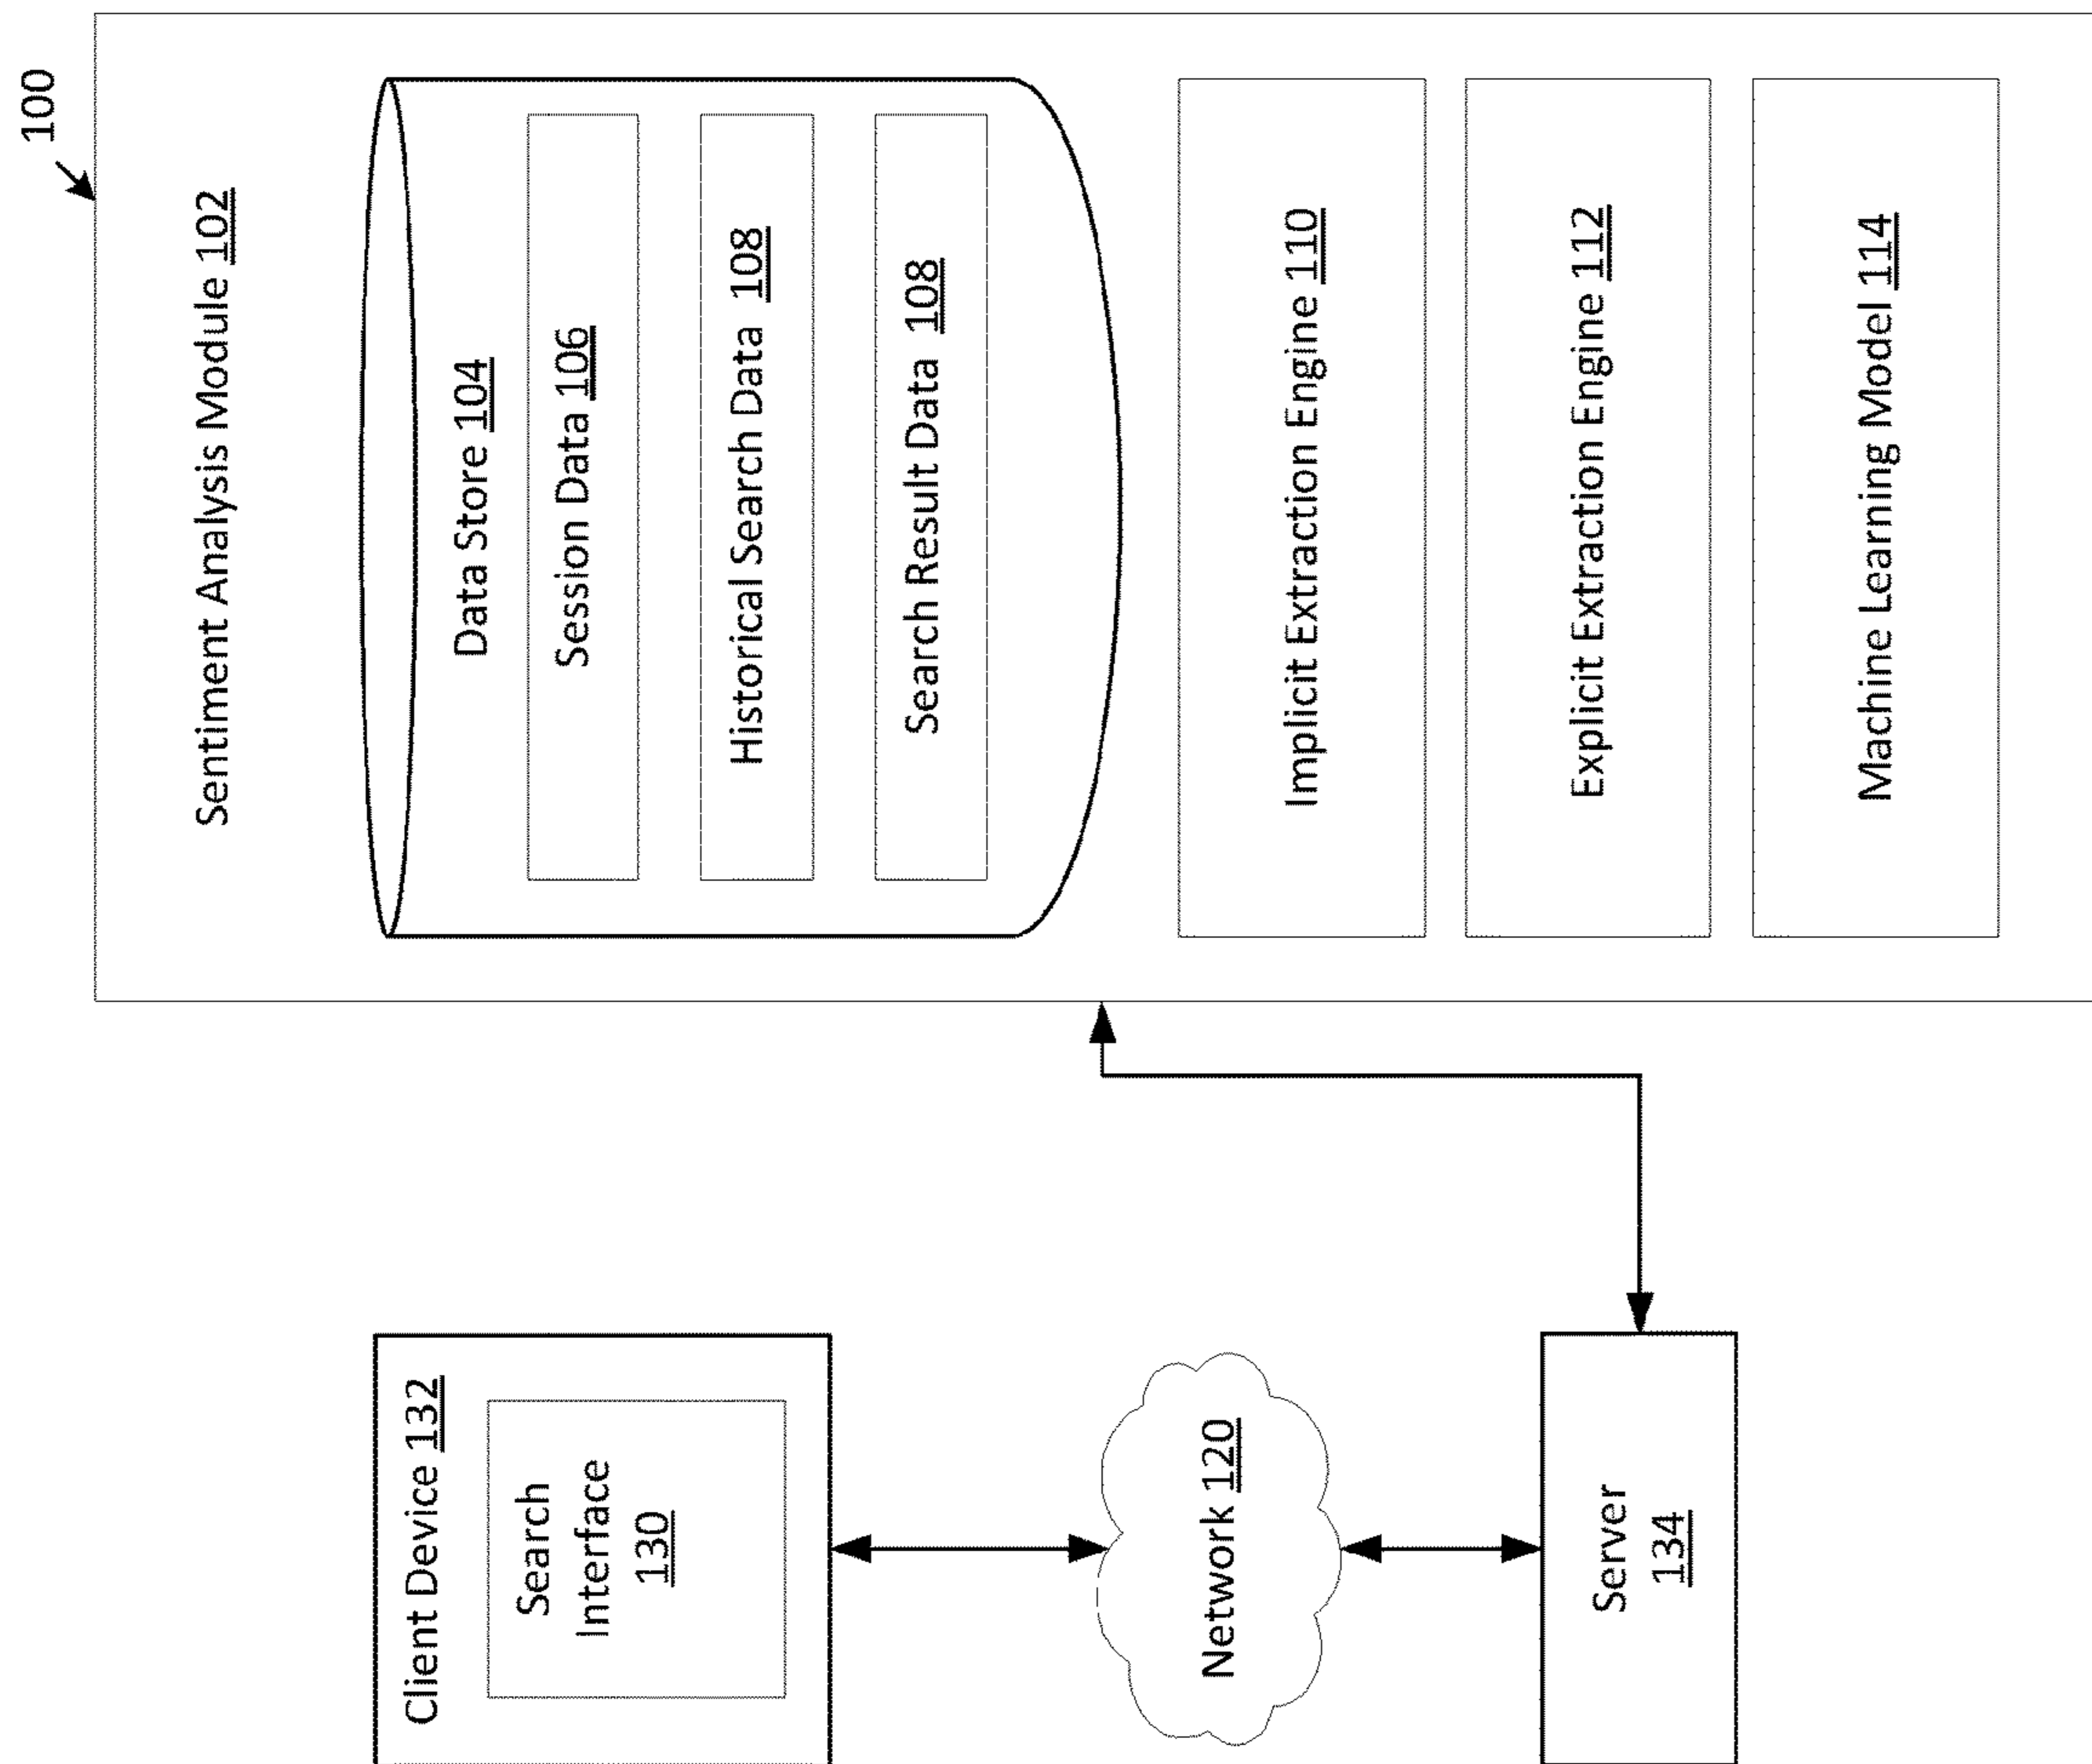 100
Sentiment Analysis Module 102
Data Store 104
Session Data 106
Historical Search Data 108
Search Result Data 108
Implicit Extraction Engine 110
Explicit Extraction Engine 112
Machine Learning Model 114
Client Device 132
Search
Interface
130
Network 120
Server
134